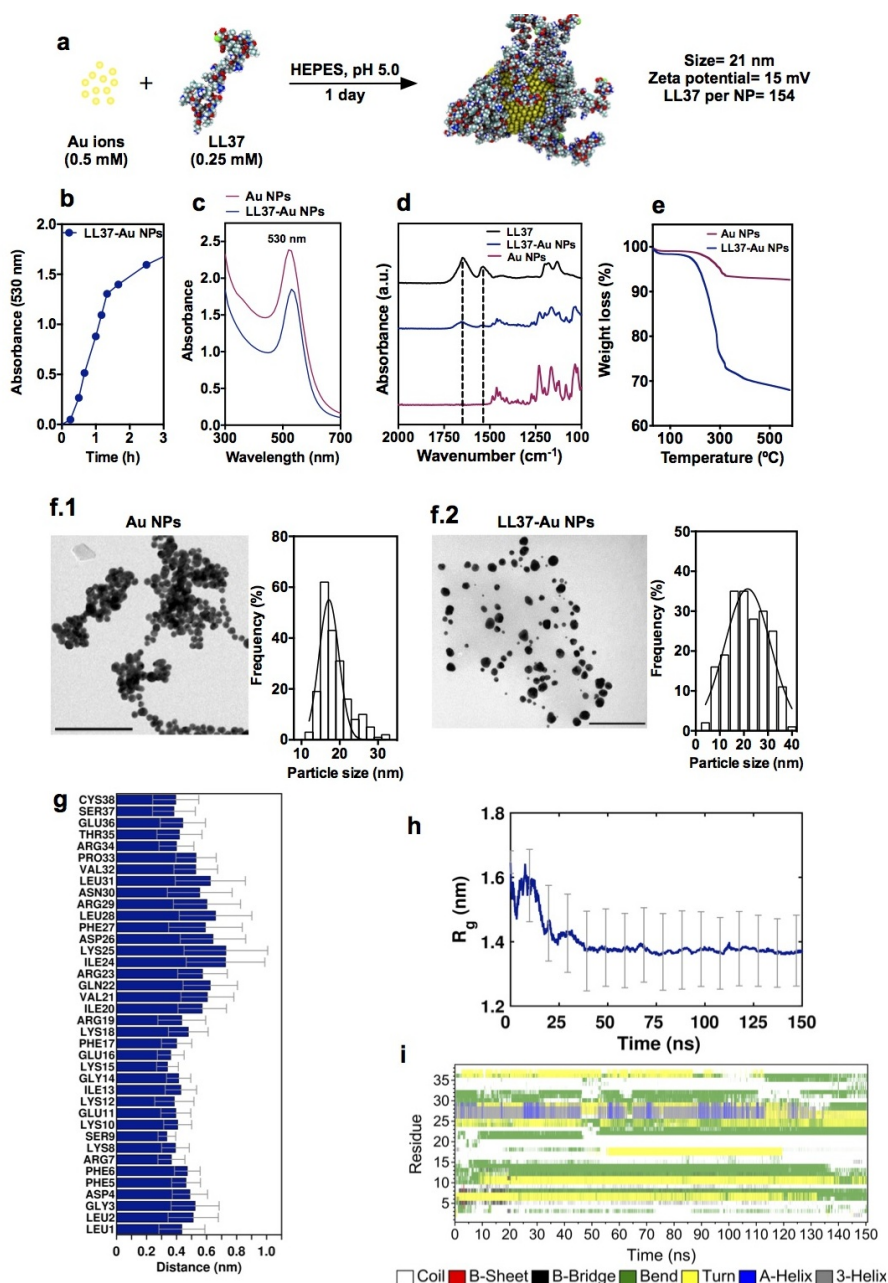 a
Au ions
(0.5 mM)
+
LL37
(0.25 mM)
HEPES, pH 5.0
1 day
Size= 21 nm
Zeta potential= 15 mV
LL37 per NP= 154
b
LL37-Au NPs
Absorbance (530 nm)
2.0
1.5
1.0
0.5
0.0
0 1 2 3
Time (h)
c
Au NPs
LL37-Au NPs
530 nm
Absorbance
2.5
2.0
1.5
1.0
0.5
0.0
300 500 700
Wavelength (nm)
d
LL37
LL37-Au NPs
Au NPs
Absorbance (a.u.)
2000 1500 100
Wavenumber (cm⁻¹)
e
Au NPs
LL37-Au NPs
Weight loss (%)
100
90
80
70
60
100 300 500
Temperature (ºC)
f.1
Au NPs
Frequency (%)
80
60
40
20
0
10 20 30
Particle size (nm)
f.2
LL37-Au NPs
Frequency (%)
50
40
30
20
10
0
0 10 20 30 40
Particle size (nm)
g
CYS38
SER37
GLU36
THR35
ARG34
PRO33
VAL32
LEU31
ASN30
ARG29
LEU28
PHE27
ASP26
LYS25
ILE24
ARG23
GLN22
VAL21
ILE20
ARG19
LYS18
PHE17
GLU16
LYS15
GLY14
ILE13
LYS12
GLU11
LYS10
SER9
LYS8
ARG7
PHE6
PHE5
ASP4
GLY3
LEU2
LEU1
0 0.2 0.4 0.6 0.8 1.0
Distance (nm)
h
Rg (nm)
1.8
1.6
1.4
1.2
0 25 50 75 100 125 150
Time (ns)
i
Residue
35
30
25
20
15
10
5
0 10 20 30 40 50 60 70 80 90 100 110 120 130 140 150
Time (ns)
Coil B-Sheet B-Bridge Bend Turn A-Helix 3-Helix